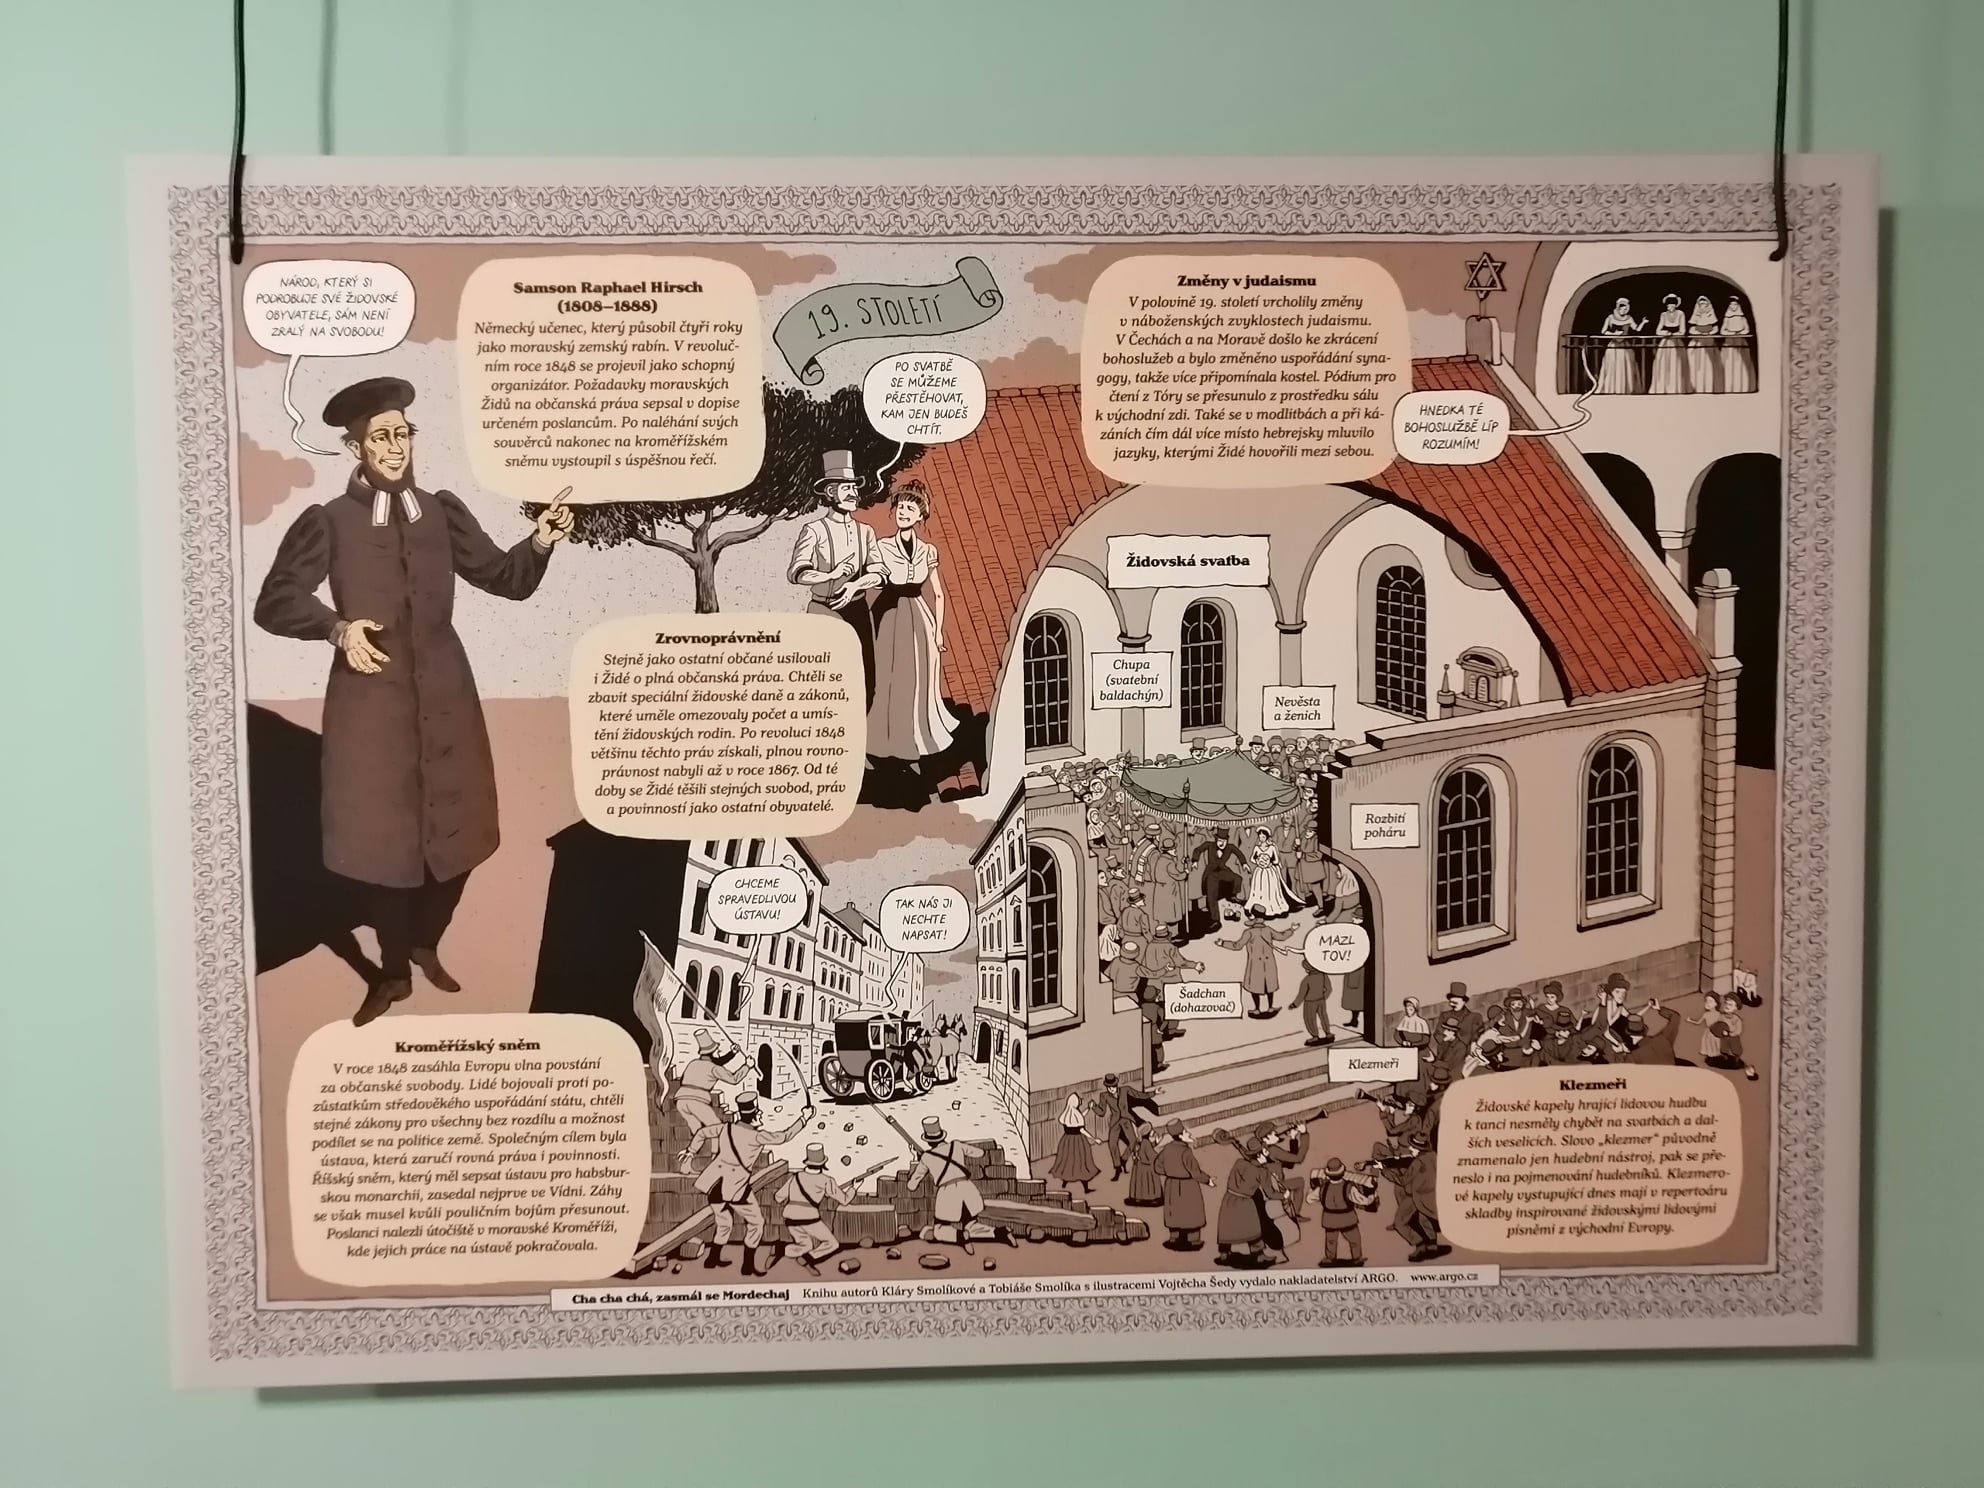 NÁROD, KTERÝ SI
PODROBUJE SVÉ ŽIDOVSKÉ
OBYVATELE, SÁM NENÍ
ZRALÝ NA SVOBODU!
Samson Raphael Hirsch
(1808–1888)
Německý učenec, který působil čtyři roky
jako moravský zemský rabín. V revoluč-
ním roce 1848 se projevil jako schopný
organizátor. Požadavky moravských
Židů na občanská práva sepsal v dopise
určeném poslancům. Po naléhání svých
souvěrců nakonec na kroměřížském
sněmu vystoupil s úspěšnou řečí.
19. STOLETÍ
PO SVATBĚ
SE MŮŽEME
PŘESTĚHOVAT,
KAM JEN BUDEŠ
CHTÍT.
Změny v judaismu
V polovině 19. století vrcholily změny
v náboženských zvyklostech judaismu.
V Čechách a na Moravě došlo ke zkrácení
bohoslužeb a bylo změněno uspořádání syna-
gogy, takže více připomínala kostel. Pódium pro
čtení z Tóry se přesunulo z prostředku sálu
k východní zdi. Také se v modlitbách a při ká-
záních čím dál více místo hebrejsky mluvilo
jazyky, kterými Židé hovořili mezi sebou.
HNEDKA TÉ
BOHOSLUŽBĚ LÍP
ROZUMÍM!
Zrovnoprávnění
Stejně jako ostatní občané usilovali
i Židé o plná občanská práva. Chtěli se
zbavit speciální židovské daně a zákonů,
které uměle omezovaly počet a umís-
tění židovských rodin. Po revoluci 1848
většinu těchto práv získali, plnou rovno-
právnost nabyli až v roce 1867. Od té
doby se Židé těšili stejných svobod, práv
a povinností jako ostatní obyvatelé.
Židovská svatba
Chupa
(svatební
baldachýn)
Nevěsta
a ženich
Rozbití
poháru
MAZL
TOV!
Šadchan
(dohazovač)
Klezmeři
CHCEME
SPRAVEDLIVOU
ÚSTAVU!
TAK NÁS JI
NECHTE
NAPSAT!
Kroměřížský sněm
V roce 1848 zasáhla Evropu vlna povstání
za občanské svobody. Lidé bojovali proti po-
zůstatkům středověkého uspořádání státu, chtěli
stejné zákony pro všechny bez rozdílu a možnost
podílet se na politice země. Společným cílem byla
ústava, která zaručí rovná práva i povinnosti.
Říšský sněm, který měl sepsat ústavu pro habsbur-
skou monarchii, zasedal nejprve ve Vídni. Záhy
se však musel kvůli pouličním bojům přesunout.
Poslanci nalezli útočiště v moravské Kroměříži,
kde jejich práce na ústavě pokračovala.
Klezmeři
Židovské kapely hrající lidovou hudbu
k tanci nesměly chybět na svatbách a dal-
ších veselicích. Slovo „klezmer“ původně
znamenalo jen hudební nástroj, pak se pře-
neslo i na pojmenování hudebníků. Klezmero-
vé kapely vystupující dnes mají v repertoáru
skladby inspirované židovskými lidovými
písněmi z východní Evropy.
Cha cha chá, zasmál se Mordechaj Knihu autorů Kláry Smolíkové a Tobiáše Smolíka s ilustracemi Vojtěcha Šedy vydalo nakladatelství ARGO. www.argo.cz